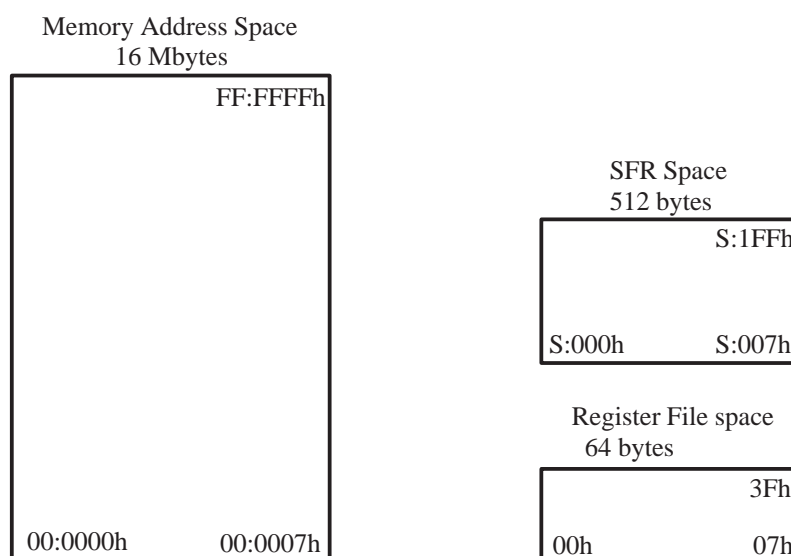 Memory Address Space
16 Mbytes
FF:FFFFh
00:0000h 00:0007h
SFR Space
512 bytes
S:1FFh
S:000h S:007h
Register File space
64 bytes
3Fh
00h 07h